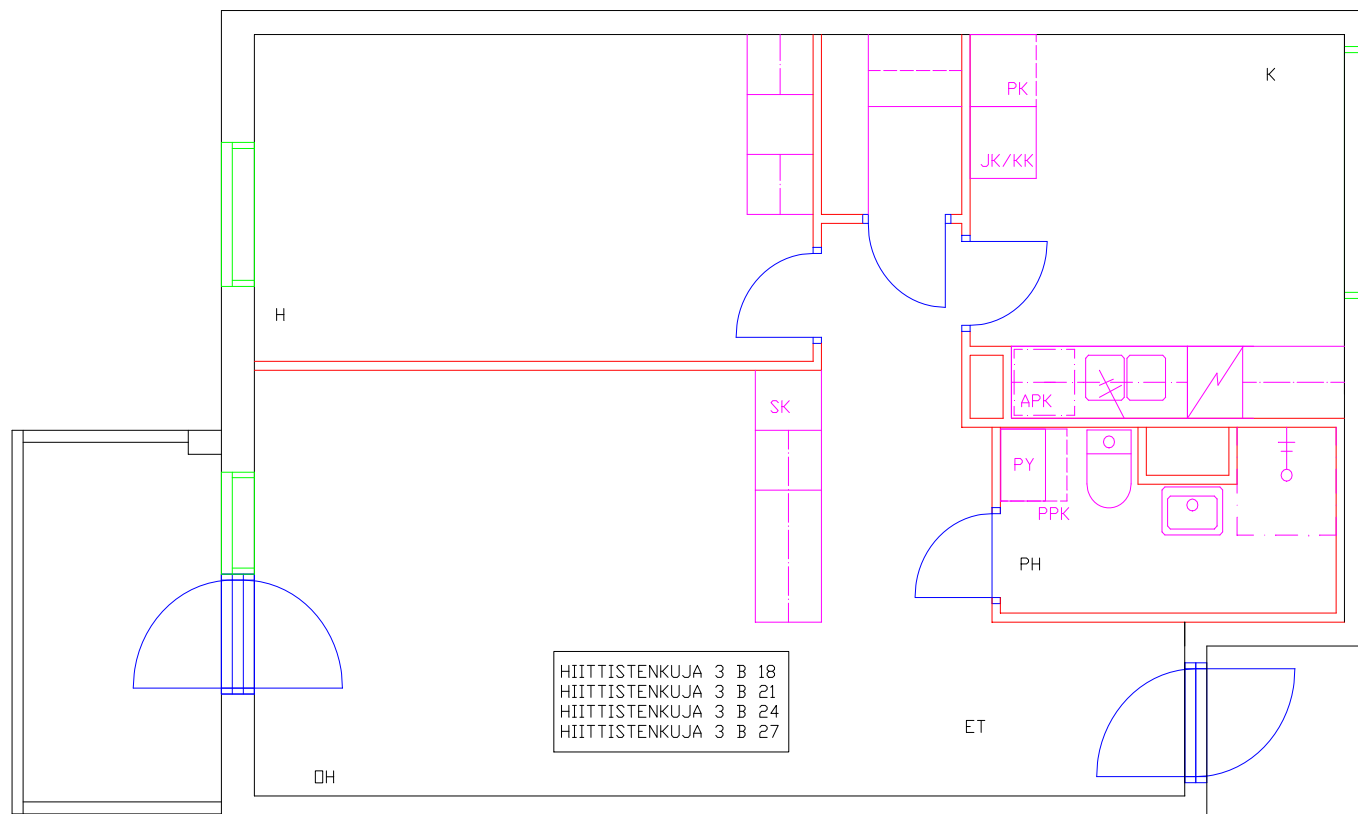 K
PK
JK/KK
H
APK
SK
PY
PPK
PH
HIITTISTENKUJA 3 B 18
HIITTISTENKUJA 3 B 21
HIITTISTENKUJA 3 B 24
HIITTISTENKUJA 3 B 27
ET
OH